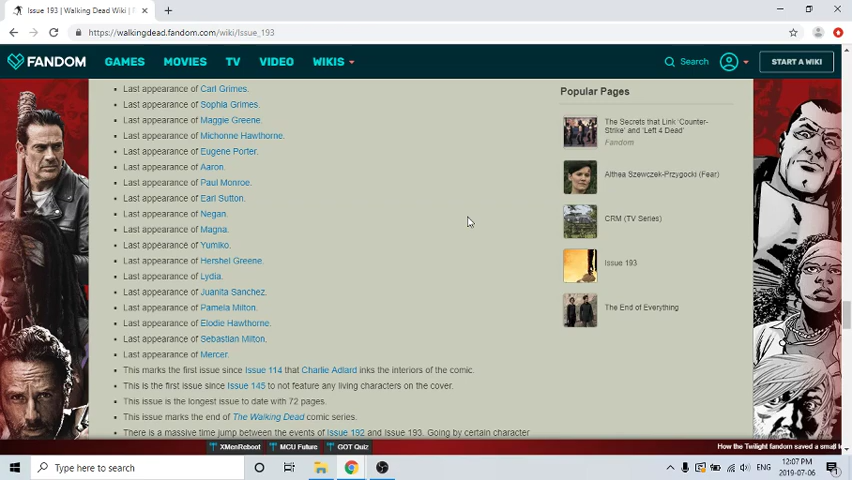 Issue 193 | Walking Dead Wiki |
https://walkingdead.fandom.com/wiki/Issue_193
FANDOM
GAMES
MOVIES
TV
VIDEO
WIKIS
Search
START A WIKI
Last appearance of Carl Grimes.
Last appearance of Sophia Grimes.
Last appearance of Maggie Greene.
Last appearance of Michonne Hawthorne.
Last appearance of Eugene Porter.
Last appearance of Aaron.
Last appearance of Paul Monroe.
Last appearance of Earl Sutton.
Last appearance of Negan.
Last appearance of Magna.
Last appearance of Yumiko.
Last appearance of Hershel Greene.
Last appearance of Lydia.
Last appearance of Juanita Sanchez.
Last appearance of Pamela Milton.
Last appearance of Elodie Hawthorne.
Last appearance of Sebastian Milton.
Last appearance of Mercer.
This marks the first issue since Issue 114 that Charlie Adlard inks the interiors of the comic.
This is the first issue since Issue 145 to not feature any living characters on the cover.
This issue is the longest issue to date with 72 pages.
This issue marks the end of The Walking Dead comic series.
There is a massive time jump between the events of Issue 192 and Issue 193. Going by certain character
Popular Pages
The Secrets that Link 'Counter-
Strike' and 'Left 4 Dead'
Fandom
Althea Szewczek-Przygocki (Fear)
CRM (TV Series)
Issue 193
The End of Everything
XMenReboot
MCU Future
GOT Quiz
How the Twilight fandom saved a small
Type here to search
ENG
12:07 PM
2019-07-06